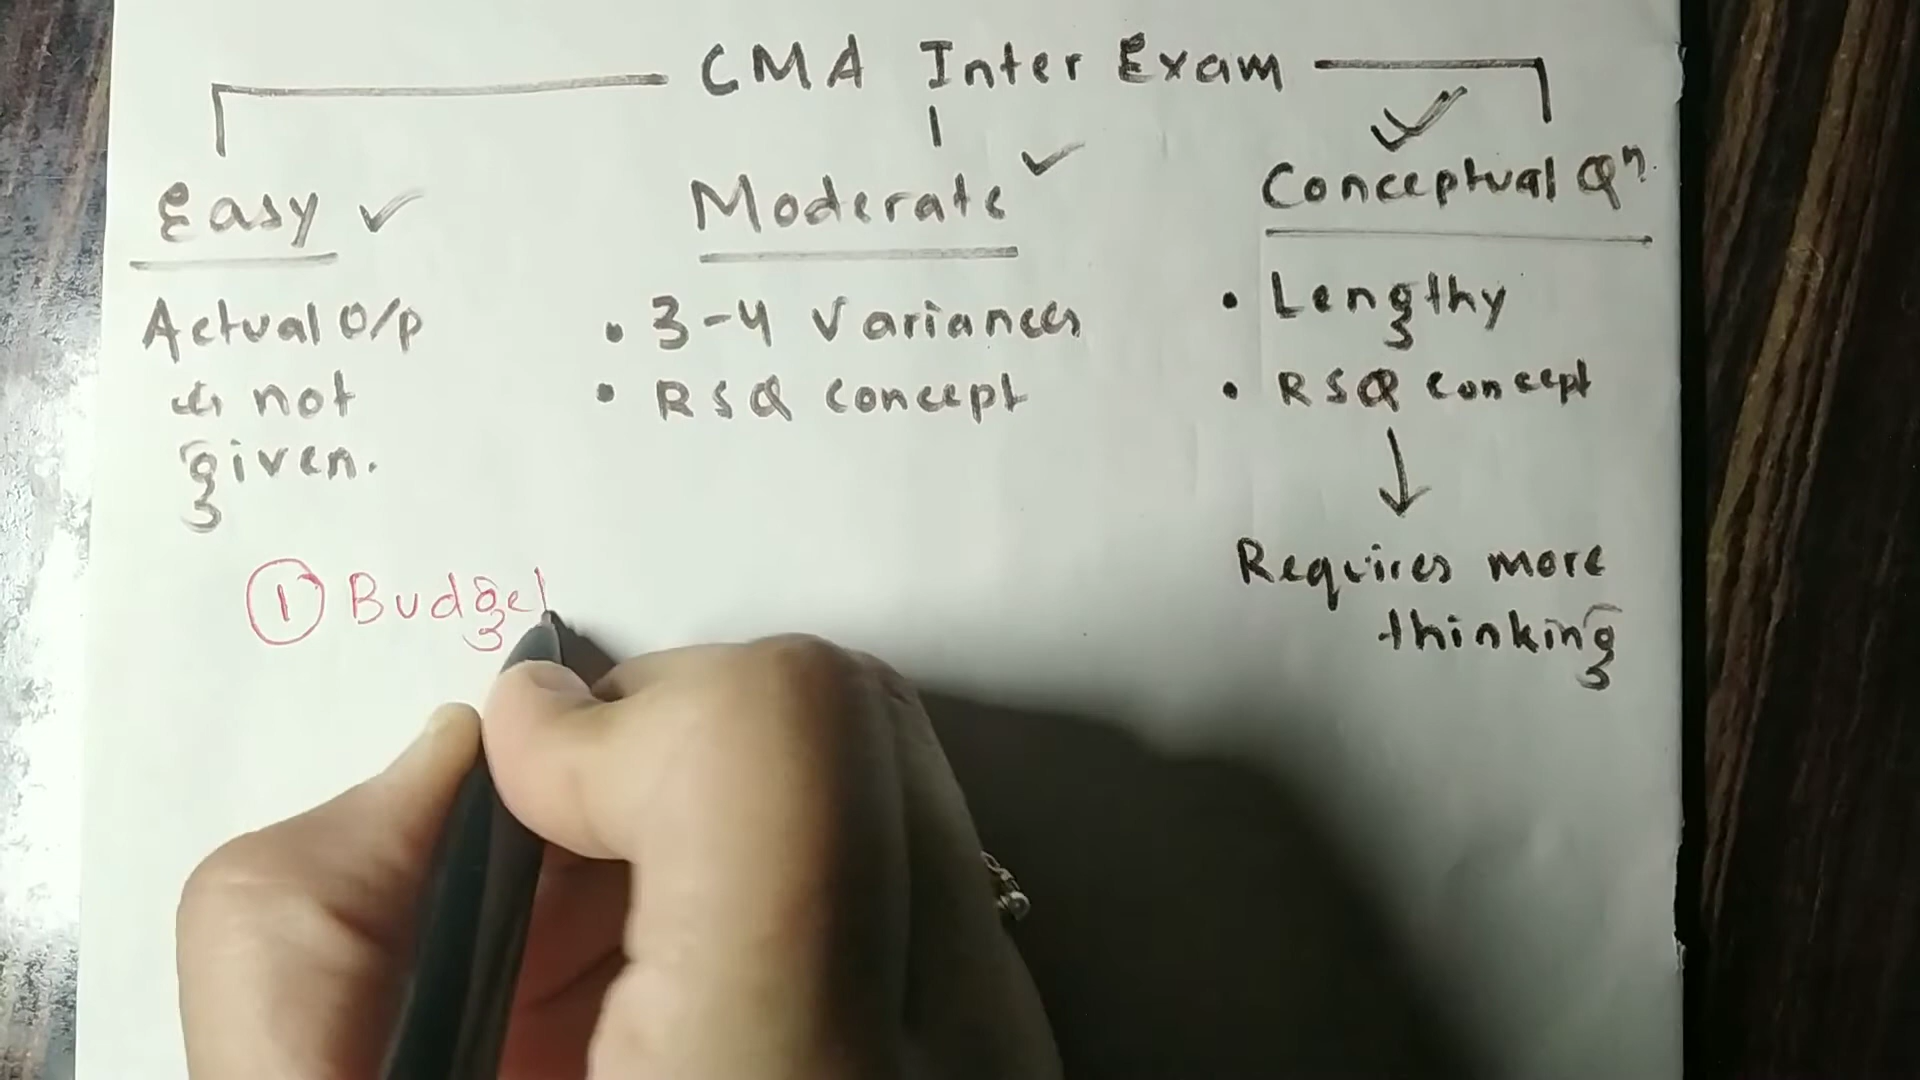 CMA Inter Exam
Easy
Actual O/p
is not
given.
Moderate
• 3-4 Variances
• RSQ concept
Conceptual Qn.
• Lengthy
• RSQ concept
Requires more
thinking
① Budget